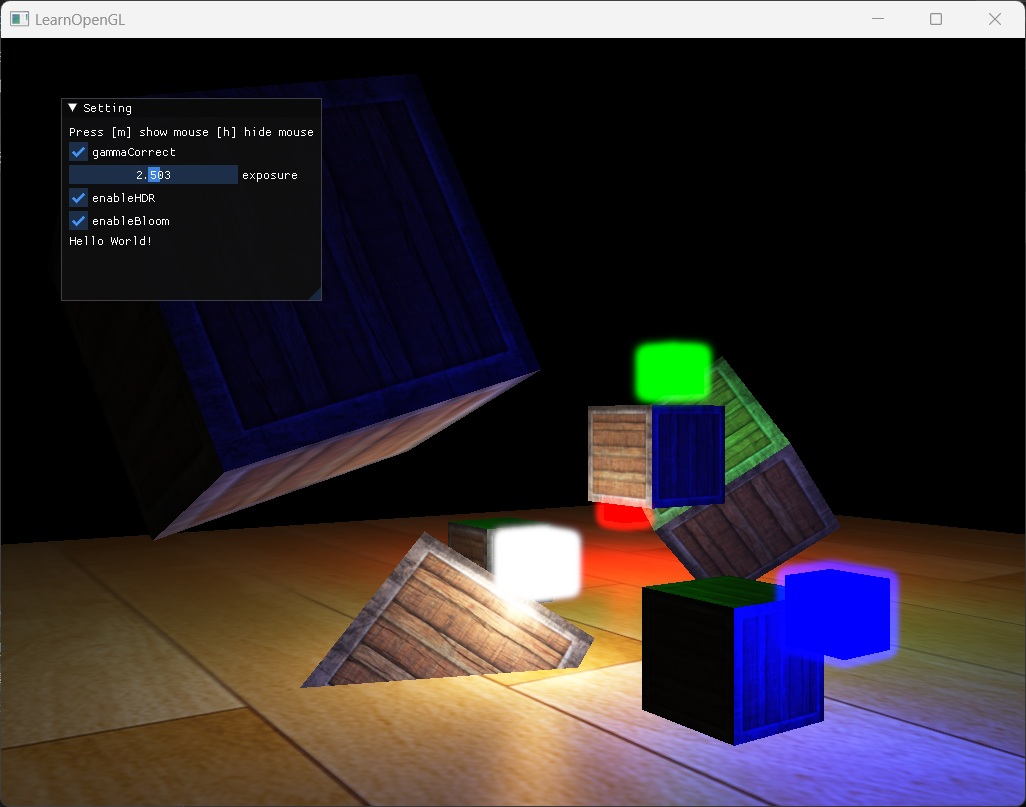 LearnOpenGL
Setting
Press [m] show mouse [h] hide mouse
gammaCorrect
2.503 exposure
enableHDR
enableBloom
Hello World!